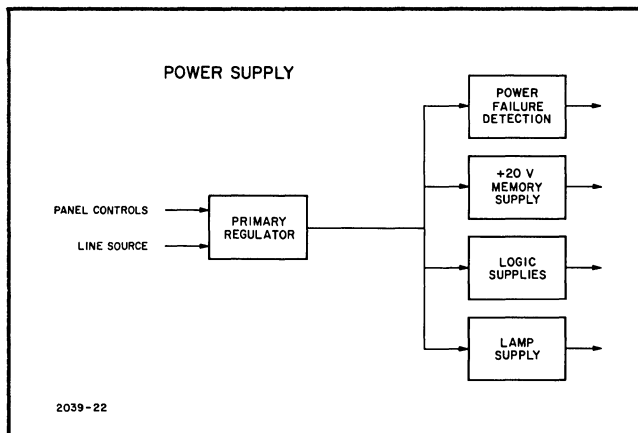 POWER SUPPLY
POWER
FAILURE
DETECTION
+20 V
MEMORY
SUPPLY
PANEL CONTROLS
LINE SOURCE
PRIMARY
REGULATOR
LOGIC
SUPPLIES
LAMP
SUPPLY
2039-22